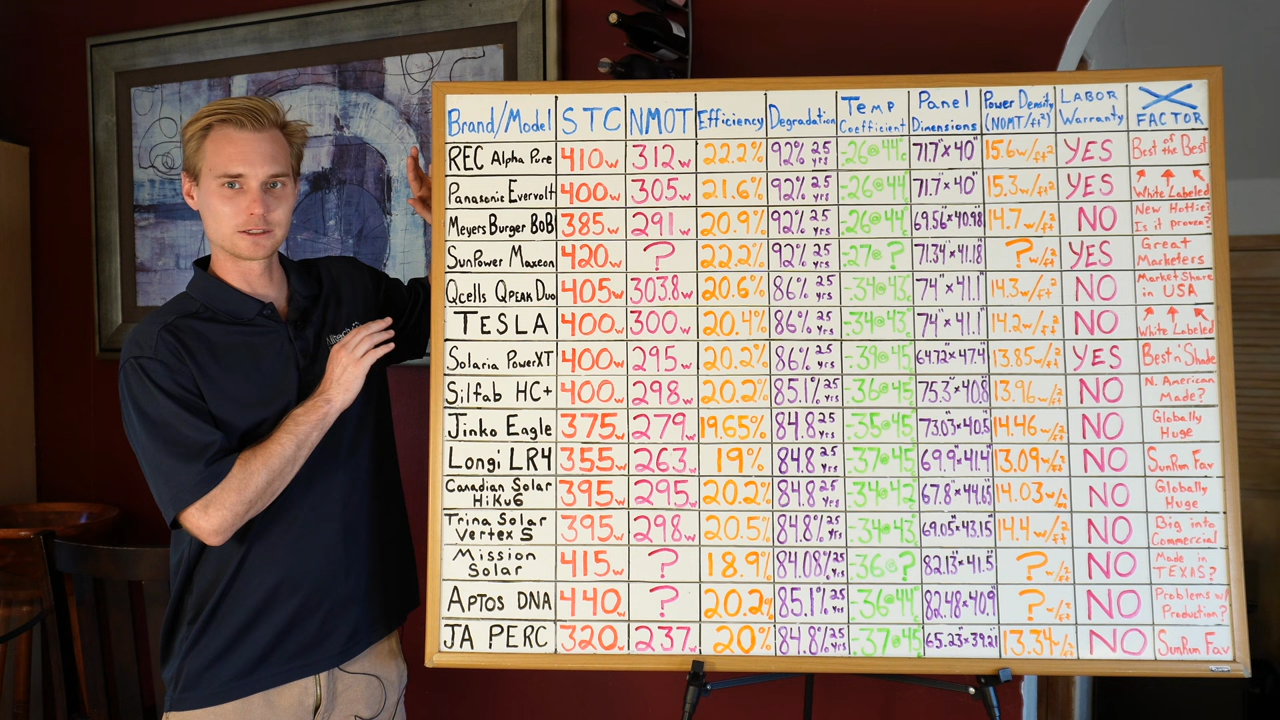 Brand/Model STC NMOT Efficiency Degradation Temp Coefficient Panel Dimensions Power Density (NOMT/ft²) LABOR Warranty X FACTOR
REC Alpha Pure 410w 312w 22.2% 92% 25 yrs -.26@44°c 71.7"x40" 15.6w/ft² YES Best of the Best
Panasonic Evervolt 400w 305w 21.6% 92% 25 yrs -.26@44° 71.7"x40" 15.3w/ft² YES ↑ ↑ ↑ White Labeled
Meyers Burger BOB 385w 291w 20.9% 92% 25 yrs -.26@44° 69.56"x40.98 14.7w/ft² NO New Hottie? Is it proven?
SunPower Maxeon 420w ? 22.2% 92% 25 yrs -.27@? 71.34"x41.18 ?w/ft² YES Great Marketers
Qcells QPeak Duo 405w 303.8w 20.6% 86% 25 yrs -.34@43°c 74"x41.1" 14.3w/ft² NO Market Share in USA
TESLA 400w 300w 20.4% 86% 25 yrs -.34@43° 74"x41.1" 14.2w/ft² NO ↑ ↑ ↑ White Labeled
Solaria PowerXT 400w 295w 20.2% 86% 25 yrs -.39@45 64.72"x47.4" 13.85w/ft² YES Best n' Shade
Silfab HC+ 400w 298w 20.2% 85.1% 25 yrs -.36@45 75.3"x40.8 13.96w/ft² NO N. American Made?
Jinko Eagle 375w 279w 19.65% 84.8 25 yrs -.35@45 73.03"x40.5 14.46w/ft² NO Globally Huge
Longi LR4 355w 263w 19% 84.8 25 yrs -.37@45 69.9"x41.4" 13.09w/ft² NO SunRun Fav
Canadian Solar HiKu6 395w 295w 20.2% 84.8 25 yrs -.34@42 67.8"x44.65 14.03w/ft² NO Globally Huge
Trina Solar Vertex S 395w 298w 20.5% 84.8% 25 yrs -.34@43° 69.05"x43.15" 14.4w/ft² NO Big into Commercial
Mission Solar 415w ? 18.9% 84.08% 25 yrs -.36@? 82.13"x41.5" ?w/ft² NO Made in TEXAS?
APTOS DNA 440w ? 20.2% 85.1% 25 yrs -.36@44° 82.48"x40.9" ?w/ft² NO Problems w/ Production?
JA PERC 320w 237w 20% 84.8% 25 yrs -.37@45 65.23"x39.21 13.34w/ft² NO SunRun Fav